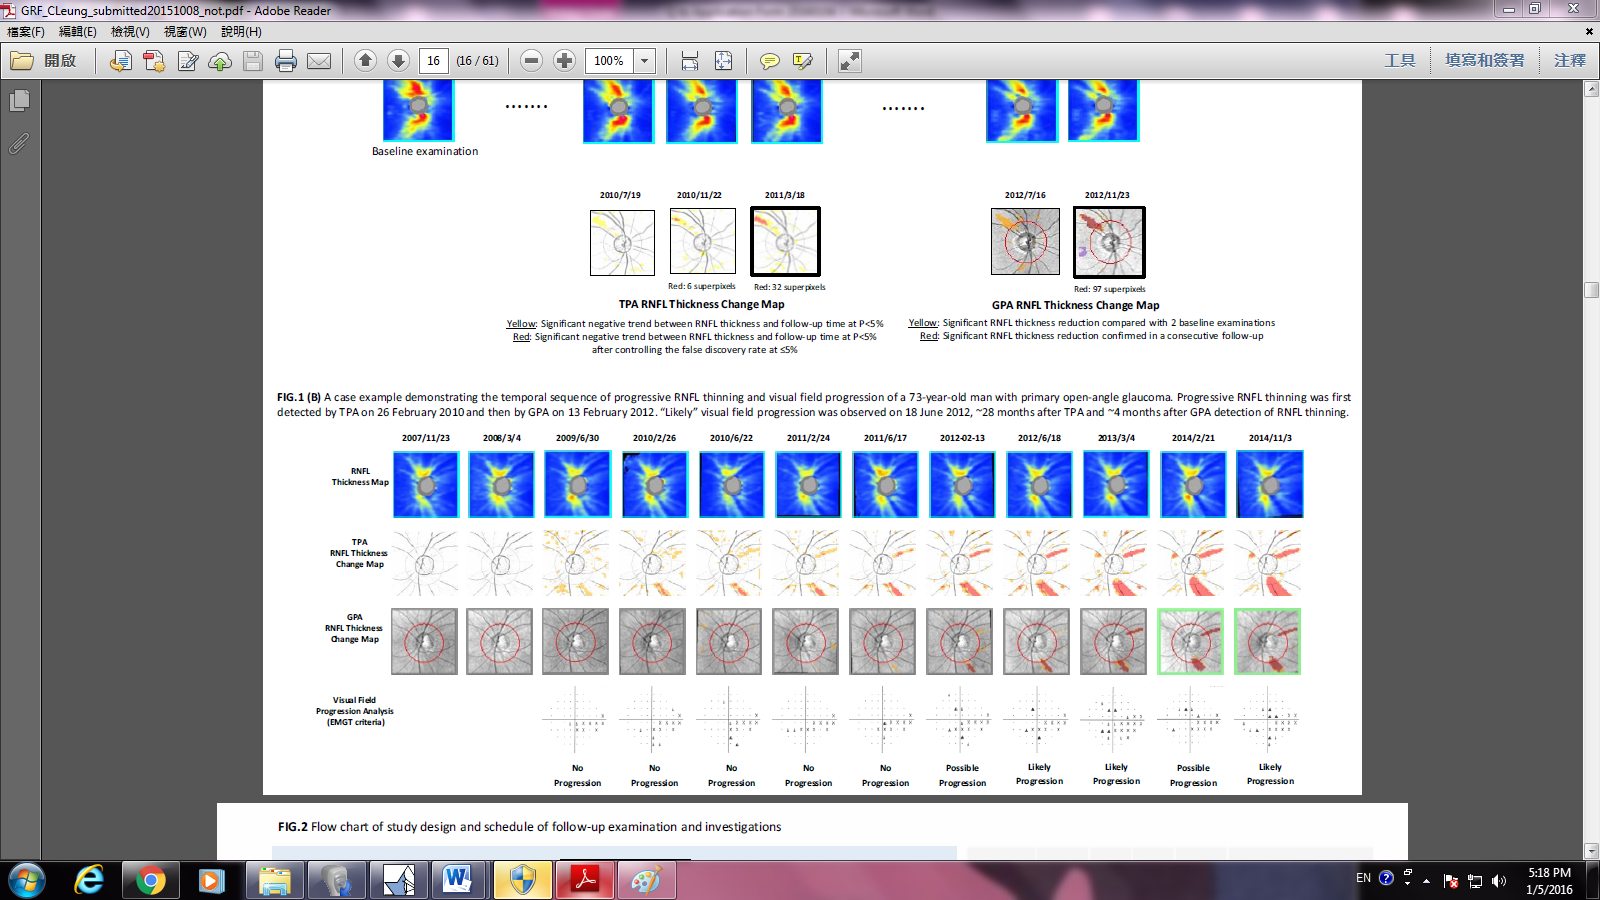 GRF_CLeung_submitted20151008_not.pdf - Adobe Reader
檔案(F) 編輯(E) 檢視(V) 視窗(W) 說明(H)
開啟 16 (16 / 61) 100% 工具 填寫和簽署 注釋
....... .......
Baseline examination
2010/7/19 2010/11/22 2011/3/18 2012/7/16 2012/11/23
Red: 6 superpixels Red: 32 superpixels Red: 97 superpixels
TPA RNFL Thickness Change Map GPA RNFL Thickness Change Map
Yellow: Significant negative trend between RNFL thickness and follow-up time at P<5% Yellow: Significant RNFL thickness reduction compared with 2 baseline examinations
Red: Significant negative trend between RNFL thickness and follow-up time at P<5% Red: Significant RNFL thickness reduction confirmed in a consecutive follow-up
after controlling the false discovery rate at ≤5%
FIG.1 (B) A case example demonstrating the temporal sequence of progressive RNFL thinning and visual field progression of a 73-year-old man with primary open-angle glaucoma. Progressive RNFL thinning was first
detected by TPA on 26 February 2010 and then by GPA on 13 February 2012. “Likely” visual field progression was observed on 18 June 2012, ~28 months after TPA and ~4 months after GPA detection of RNFL thinning.
2007/11/23 2008/3/4 2009/6/30 2010/2/26 2010/6/22 2011/2/24 2011/6/17 2012-02-13 2012/6/18 2013/3/4 2014/2/21 2014/11/3
RNFL
Thickness Map
TPA
RNFL Thickness
Change Map
GPA
RNFL Thickness
Change Map
Visual Field
Progression Analysis
(EMGT criteria)
No No No No No Possible Likely Likely Possible Likely
Progression Progression Progression Progression Progression Progression Progression Progression Progression Progression
FIG.2 Flow chart of study design and schedule of follow-up examination and investigations
EN 5:18 PM
1/5/2016